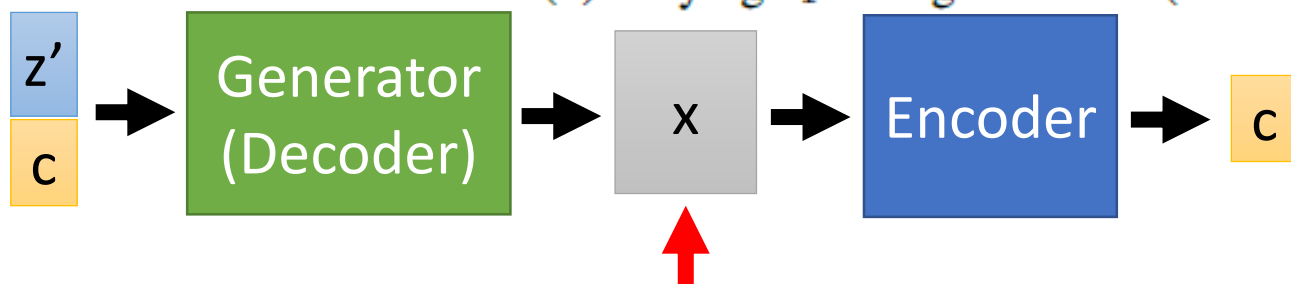 z’
c
Generator
(Decoder)
x
Encoder
c